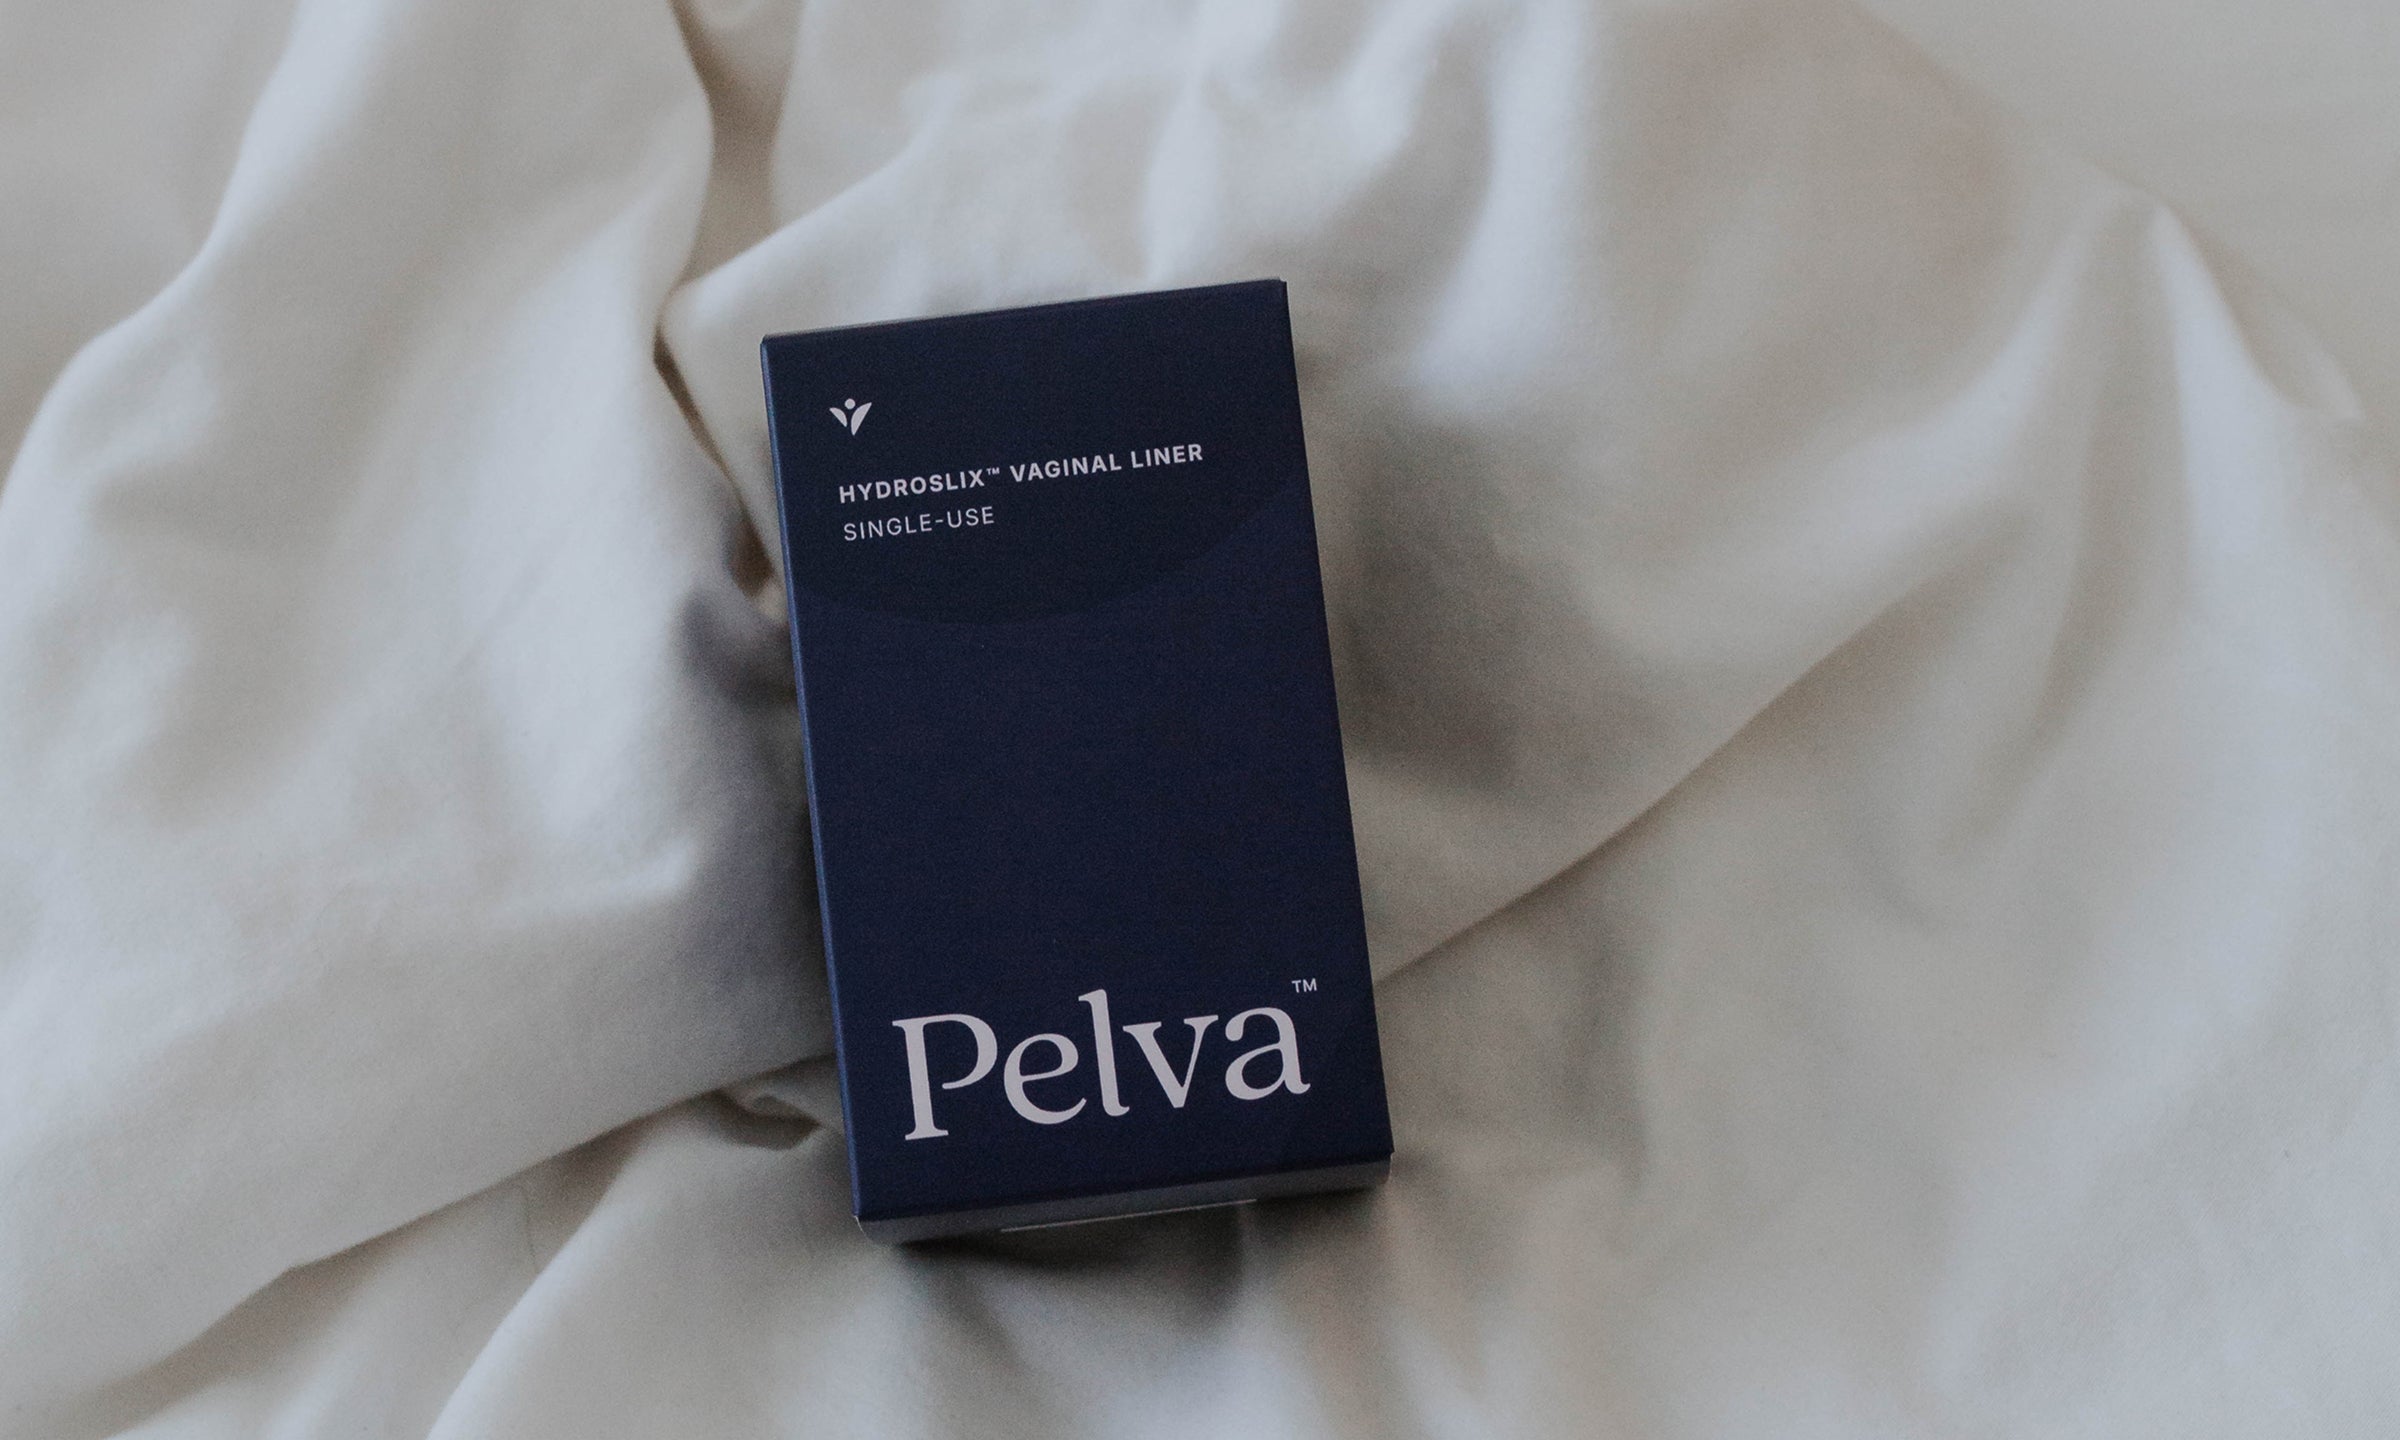 HYDROSLIX™ VAGINAL LINER
SINGLE-USE
Pelva™